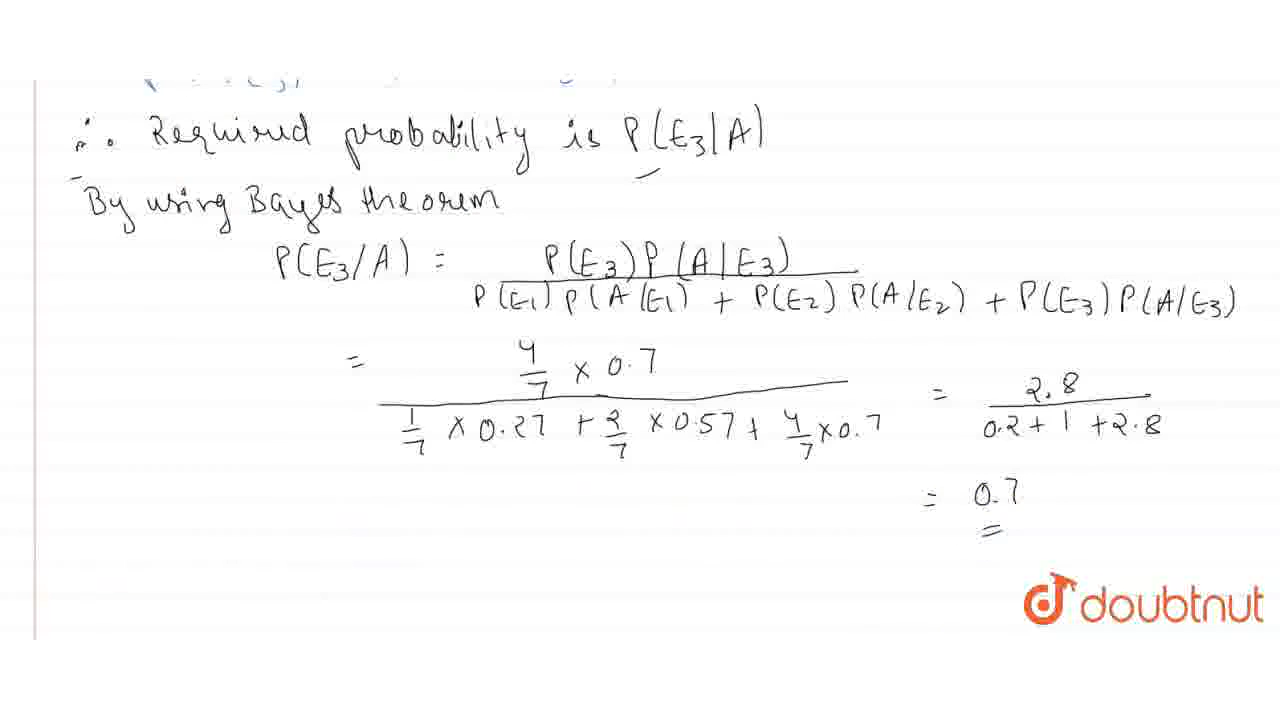 ∴ Required probability is P(E3|A)
By using Bayes theorem
P(E3/A) = P(E3) P(A|E3)
P(E1) P(A/E1) + P(E2) P(A/E2) + P(E3) P(A/E3)
= 4/7 × 0.7
1/7 × 0.27 + 2/7 × 0.57 + 4/7 × 0.7
= 2.8
0.2 + 1 + 2.8
= 0.7
doubtnut